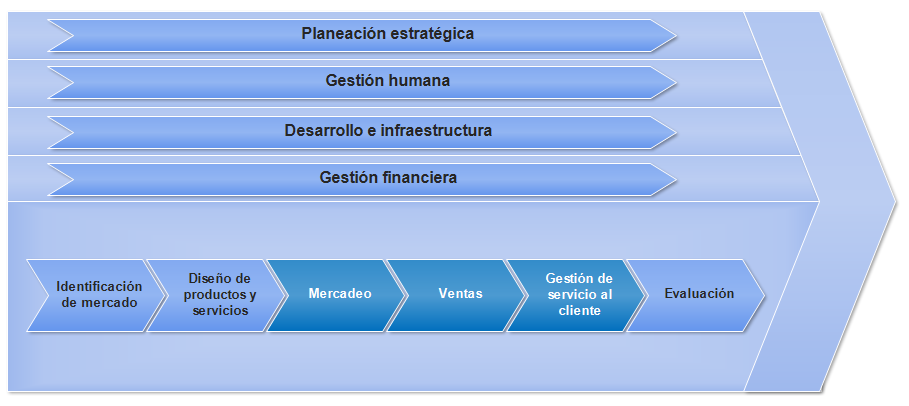 Planeación estratégica
Gestión humana
Desarrollo e infraestructura
Gestión financiera
Identificación
de mercado
Diseño de
productos y
servicios
Mercadeo
Ventas
Gestión de
servicio al
cliente
Evaluación